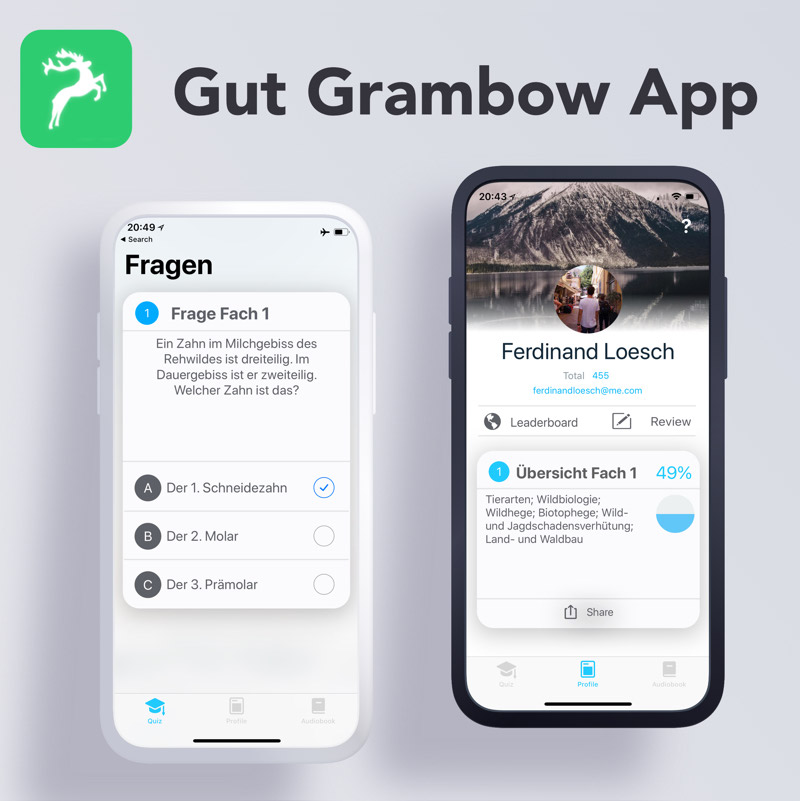 Gut Grambow App
20:49
Search
Fragen
1 Frage Fach 1
Ein Zahn im Milchgebiss des
Rehwildes ist dreiteilig. Im
Dauergebiss ist er zweiteilig.
Welcher Zahn ist das?
A Der 1. Schneidezahn
B Der 2. Molar
C Der 3. Prämolar
Quiz Profile Audiobook
20:43
?
Ferdinand Loesch
Total 455
ferdinandloesch@me.com
Leaderboard Review
1 Übersicht Fach 1 49%
Tierarten; Wildbiologie;
Wildhege; Biotophege; Wild-
und Jagdschadensverhütung;
Land- und Waldbau
Share
Quiz Profile Audiobook